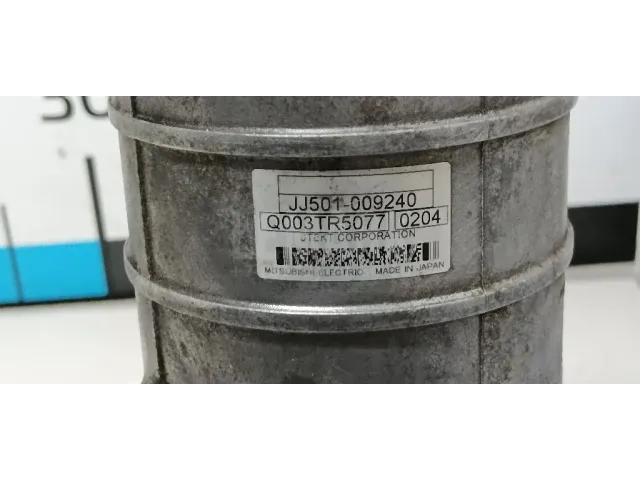 JJ501-009240
Q003TR5077 0204
JTEKT CORPORATION
MITSUBISHI ELECTRIC MADE IN JAPAN